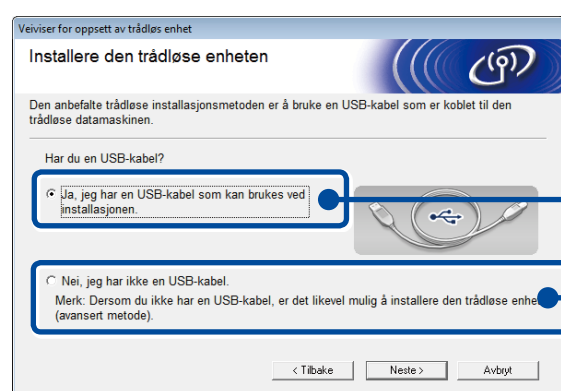 Veiviser for oppsett av trådløs enhet
Installere den trådløse enheten
Den anbefalte trådløse installasjonsmetoden er å bruke en USB-kabel som er koblet til den
trådløse datamaskinen.
Har du en USB-kabel?
Ja, jeg har en USB-kabel som kan brukes ved
installasjonen.
Nei, jeg har ikke en USB-kabel.
Merk: Dersom du ikke har en USB-kabel, er det likevel mulig å installere den trådløse enhe
(avansert metode).
< Tilbake
Neste >
Avbryt